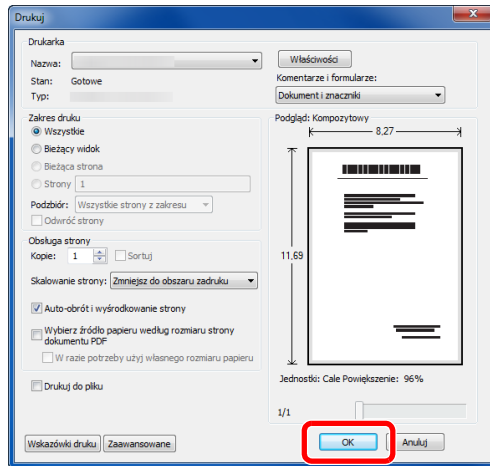 Drukuj
Drukarka
Nazwa:
Właściwości
Stan: Gotowe
Komentarze i formularze:
Typ:
Dokument i znaczniki
Zakres druku
Wszystkie
Bieżący widok
Bieżąca strona
Strony 1
Podzbiór: Wszystkie strony z zakresu
Odwróć strony
Obsługa strony
Kopie: 1 Sortuj
Skalowanie strony: Zmniejsz do obszaru zadruku
Auto-obrót i wyśrodkowanie strony
Wybierz źródło papieru według rozmiaru strony
dokumentu PDF
W razie potrzeby użyj własnego rozmiaru papieru
Drukuj do pliku
Podgląd: Kompozytowy
8,27
11,69
Jednostki: Cale Powiększenie: 96%
1/1
Wskazówki druku Zaawansowane OK Anuluj